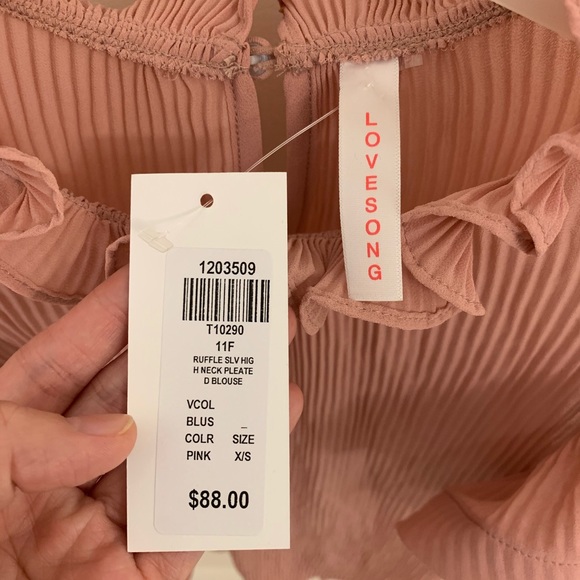 LOVESONG
1203509
T10290
11F
RUFFLE SLV HIG
H NECK PLEATE
D BLOUSE
VCOL
BLUS _
COLR SIZE
PINK X/S
$88.00